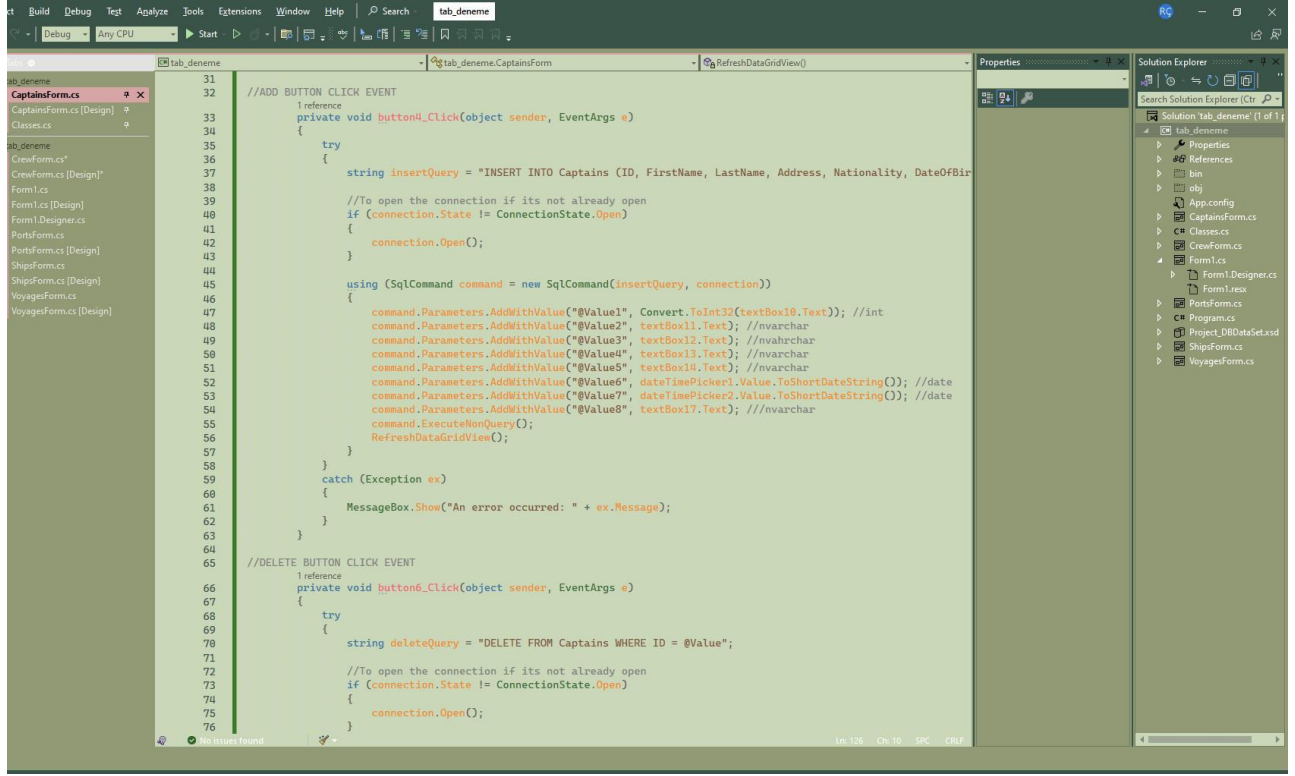 ct Build Debug Test Analyze Tools Extensions Window Help Search tab_deneme RÇ
Debug Any CPU Start
tab_deneme
CaptainsForm.cs
CaptainsForm.cs [Design]
Classes.cs
tab_deneme
CrewForm.cs*
CrewForm.cs [Design]*
Form1.cs
Form1.cs [Design]
Form1.Designer.cs
PortsForm.cs
PortsForm.cs [Design]
ShipsForm.cs
ShipsForm.cs [Design]
VoyagesForm.cs
VoyagesForm.cs [Design]
tab_deneme tab_deneme.CaptainsForm RefreshDataGridView()
31
32 //ADD BUTTON CLICK EVENT
1 reference
33 private void button4_Click(object sender, EventArgs e)
34 {
35 try
36 {
37 string insertQuery = "INSERT INTO Captains (ID, FirstName, LastName, Address, Nationality, DateOfBir
38
39 //To open the connection if its not already open
40 if (connection.State != ConnectionState.Open)
41 {
42 connection.Open();
43 }
44
45 using (SqlCommand command = new SqlCommand(insertQuery, connection))
46 {
47 command.Parameters.AddWithValue("@Value1", Convert.ToInt32(textBox10.Text)); //int
48 command.Parameters.AddWithValue("@Value2", textBox11.Text); //nvarchar
49 command.Parameters.AddWithValue("@Value3", textBox12.Text); //nvahrchar
50 command.Parameters.AddWithValue("@Value4", textBox13.Text); //nvarchar
51 command.Parameters.AddWithValue("@Value5", textBox14.Text); //nvarchar
52 command.Parameters.AddWithValue("@Value6", dateTimePicker1.Value.ToShortDateString()); //date
53 command.Parameters.AddWithValue("@Value7", dateTimePicker2.Value.ToShortDateString()); //date
54 command.Parameters.AddWithValue("@Value8", textBox17.Text); ///nvarchar
55 command.ExecuteNonQuery();
56 RefreshDataGridView();
57 }
58 }
59 catch (Exception ex)
60 {
61 MessageBox.Show("An error occurred: " + ex.Message);
62 }
63 }
64
65 //DELETE BUTTON CLICK EVENT
1 reference
66 private void button6_Click(object sender, EventArgs e)
67 {
68 try
69 {
70 string deleteQuery = "DELETE FROM Captains WHERE ID = @Value";
71
72 //To open the connection if its not already open
73 if (connection.State != ConnectionState.Open)
74 {
75 connection.Open();
76 }
No issues found Ln: 126 Ch: 10 SPC CRLF
Properties
Solution Explorer
Search Solution Explorer (Ctr
Solution 'tab_deneme' (1 of 1 p
tab_deneme
Properties
References
bin
obj
App.config
CaptainsForm.cs
C# Classes.cs
CrewForm.cs
Form1.cs
Form1.Designer.cs
Form1.resx
PortsForm.cs
C# Program.cs
Project_DBDataSet.xsd
ShipsForm.cs
VoyagesForm.cs